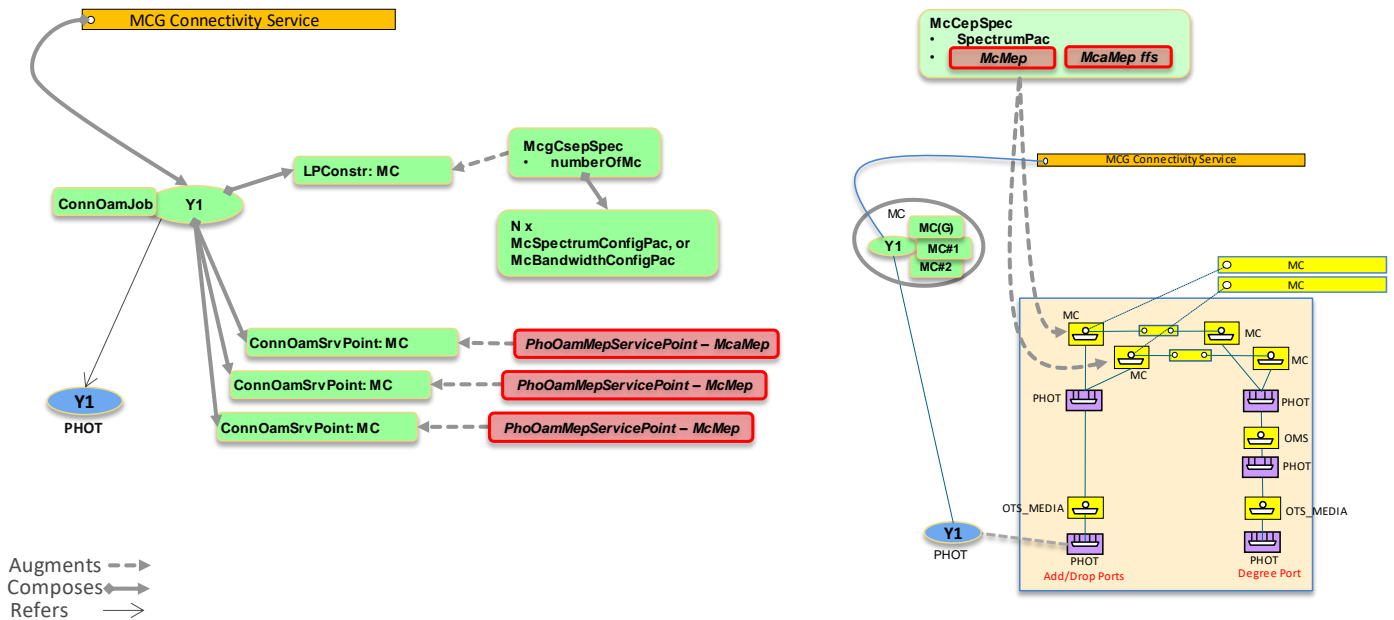 MCG Connectivity Service
McgCsepSpec
• numberOfMc
LPConstr: MC
ConnOamJob
Y1
N x
McSpectrumConfigPac, or
McBandwidthConfigPac
ConnOamSrvPoint: MC
PhoOamMepServicePoint – McaMep
ConnOamSrvPoint: MC
PhoOamMepServicePoint – McMep
ConnOamSrvPoint: MC
PhoOamMepServicePoint – McMep
Y1
PHOT
Augments
Composes
Refers
McCepSpec
• SpectrumPac
• McMep
McaMep ffs
MCG Connectivity Service
MC
MC(G)
Y1
MC#1
MC#2
MC
MC
MC
MC
MC
MC
PHOT
PHOT
OMS
PHOT
OTS_MEDIA
OTS_MEDIA
Y1
PHOT
PHOT
PHOT
Add/Drop Ports
Degree Port